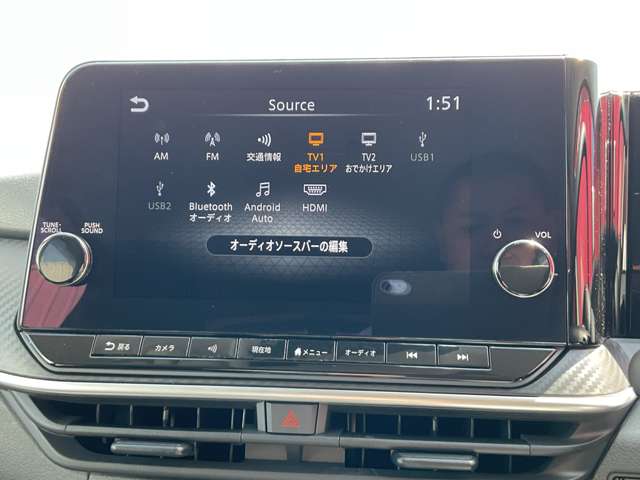 Source
1:51
AM
FM
交通情報
TV1
自宅エリア
TV2
おでかけエリア
USB1
USB2
Bluetooth
オーディオ
Android
Auto
HDMI
オーディオソースバーの編集
TUNE·
SCROLL
PUSH
SOUND
VOL
戻る
カメラ
現在地
メニュー
オーディオ